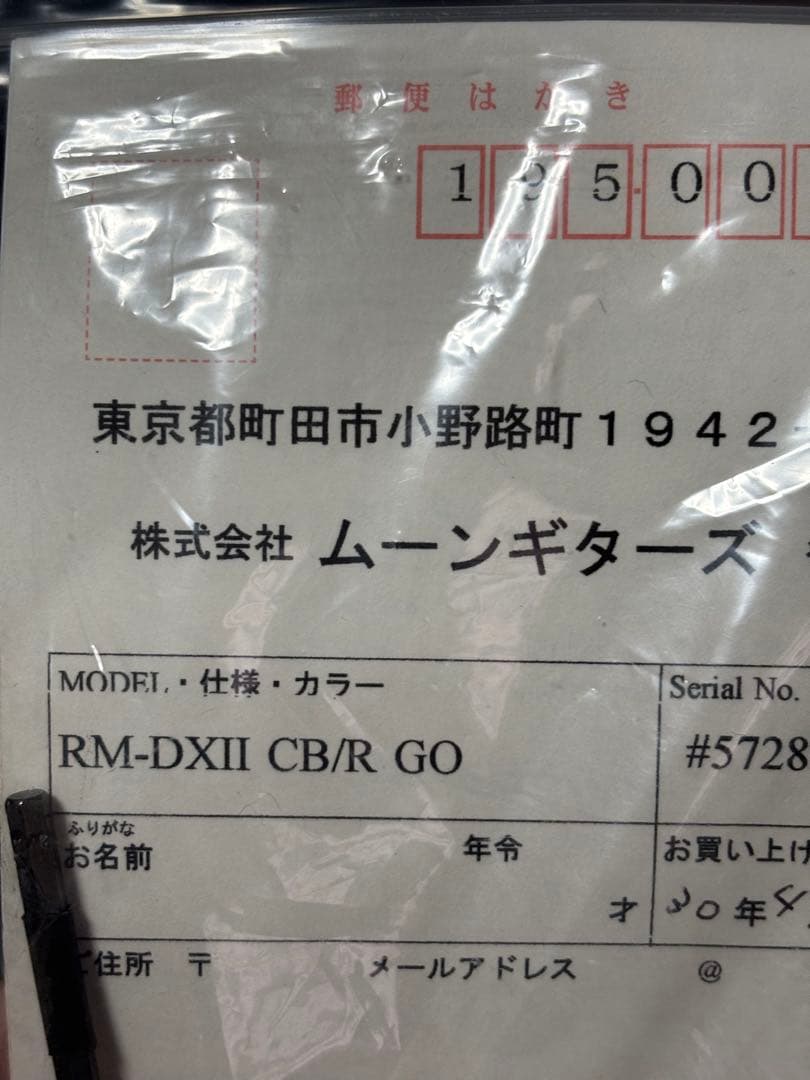 郵便はがき
195-00
東京都町田市小野路町1942-
株式会社 ムーンギターズ
MODEL・仕様・カラー
Serial No.
RM-DXII CB/R GO
#5728
ふりがな
お名前
年令
才
お買い上げ
30年4
ご住所 〒
メールアドレス
@